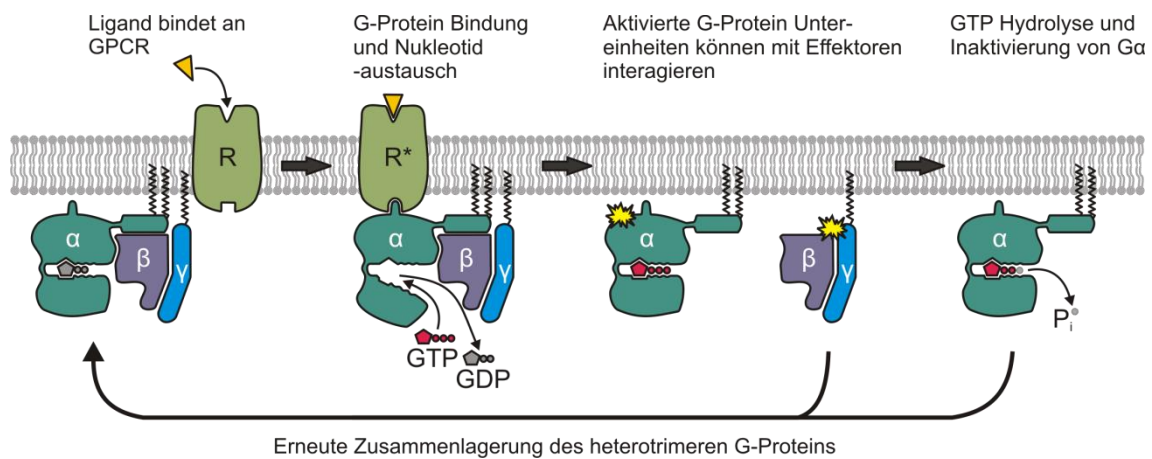 Ligand bindet an
GPCR
G-Protein Bindung
und Nukleotid
-austausch
Aktivierte G-Protein Unter-
einheiten können mit Effektoren
interagieren
GTP Hydrolyse und
Inaktivierung von Gα
R
R*
α
β
γ
α
β
γ
α
β
γ
α
GTP
GDP
Pi
Erneute Zusammenlagerung des heterotrimeren G-Proteins